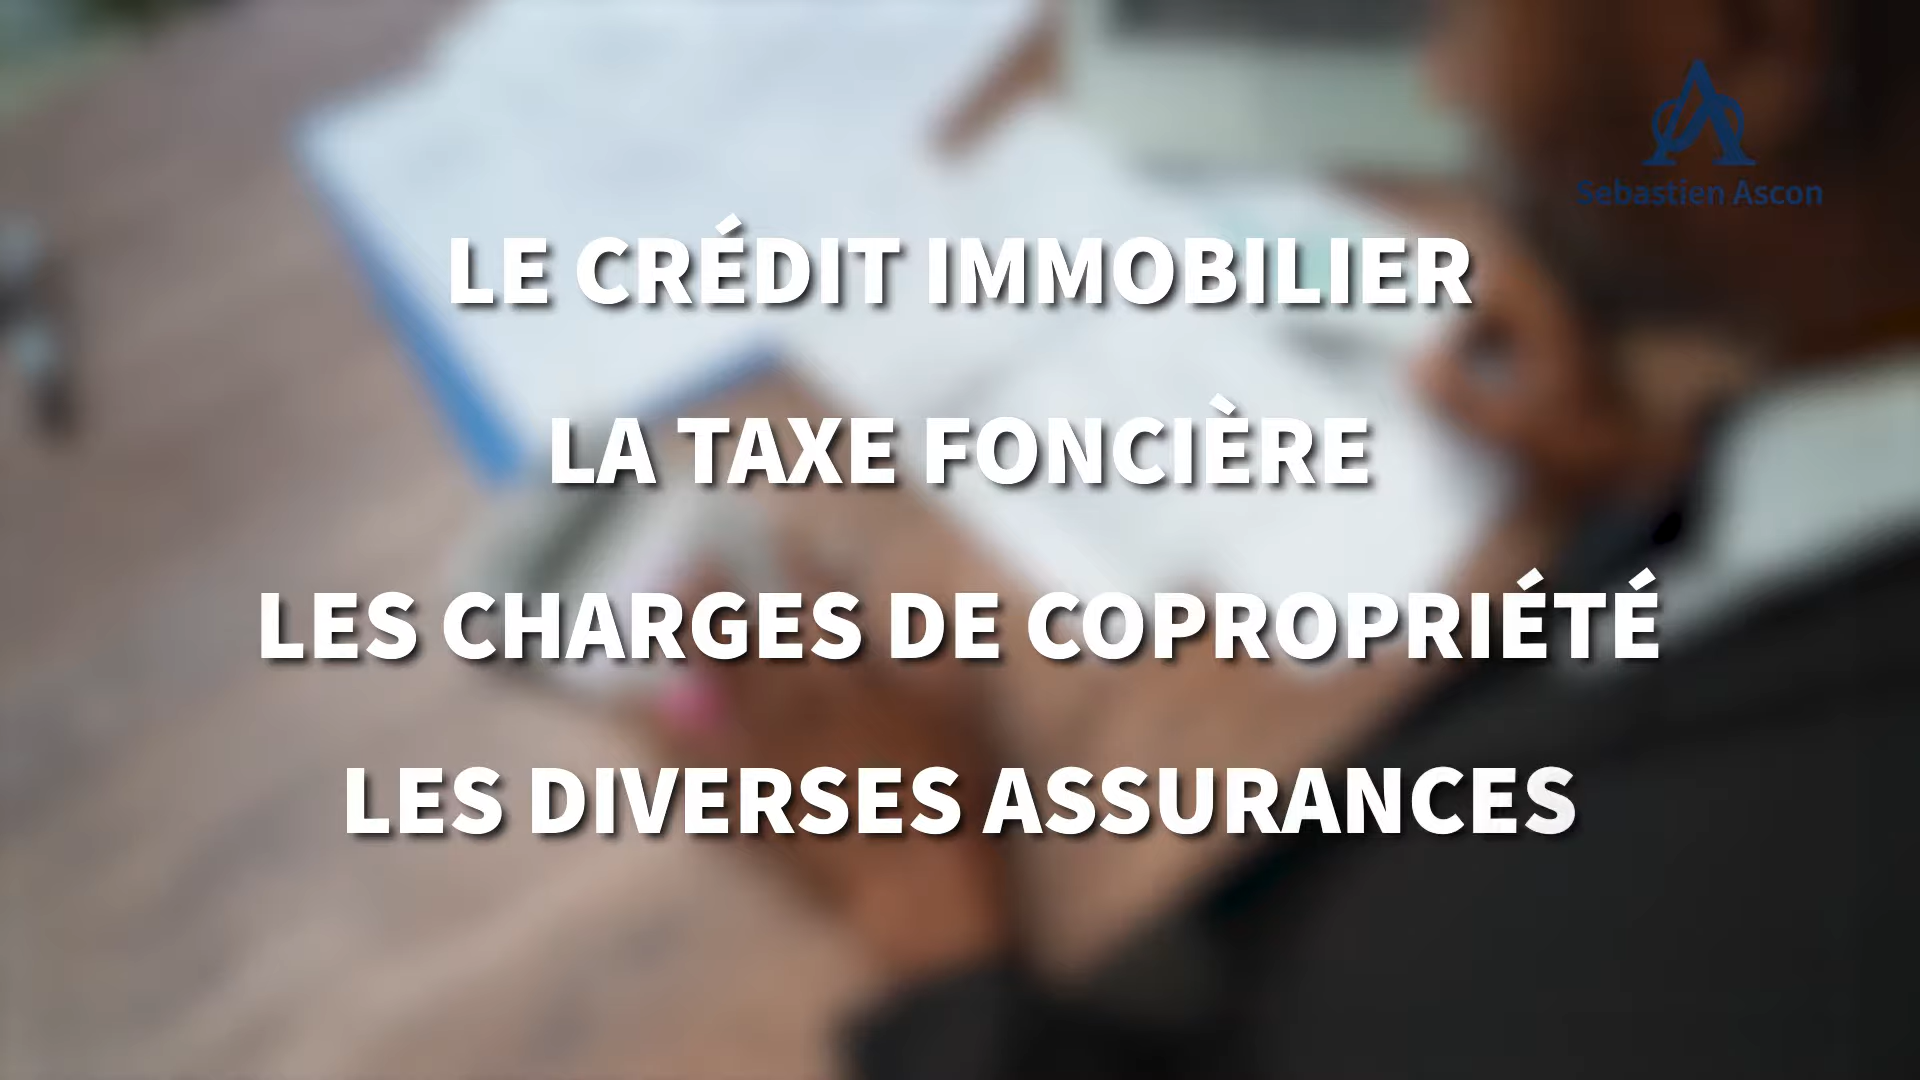 Sebastien Ascon
LE CRÉDIT IMMOBILIER
LA TAXE FONCIÈRE
LES CHARGES DE COPROPRIÉTÉ
LES DIVERSES ASSURANCES